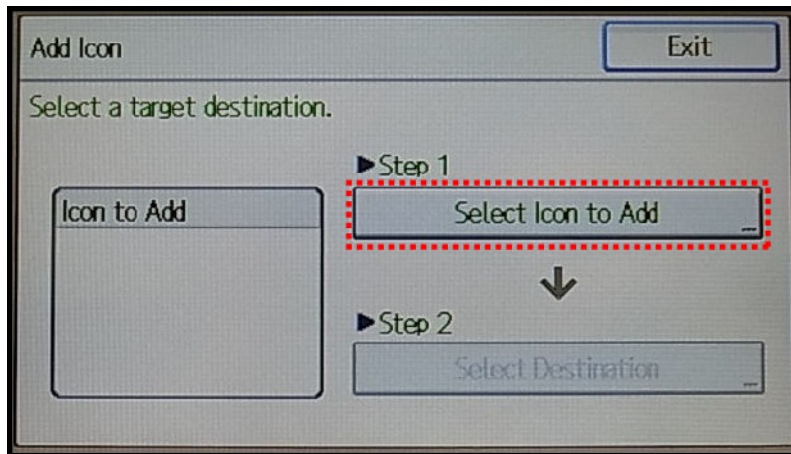 Add Icon
Exit
Select a target destination.
▶Step 1
Icon to Add
Select Icon to Add
▶Step 2
Select Destination